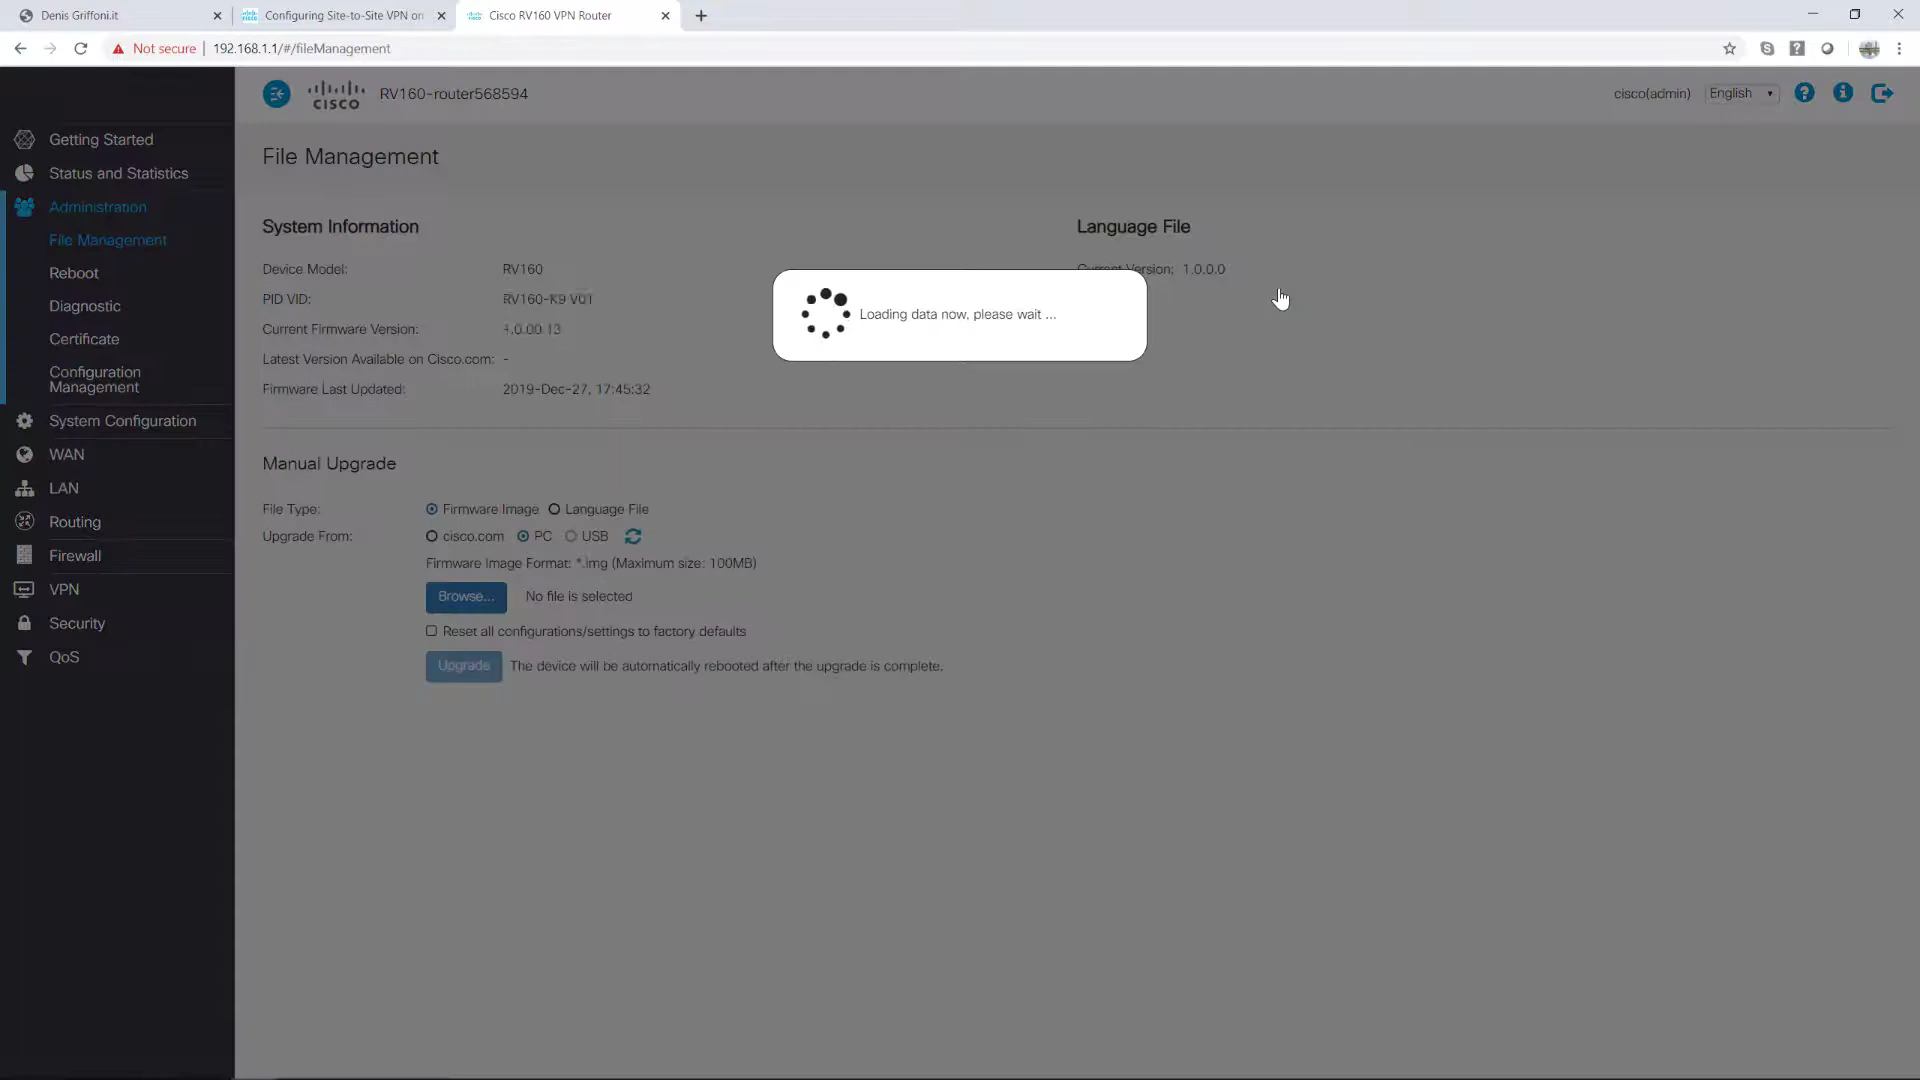 Denis Griffoni.it
Configuring Site-to-Site VPN on
Cisco RV160 VPN Router
Not secure | 192.168.1.1/#/fileManagement
CISCO RV160-router568594
cisco(admin) English
Getting Started
Status and Statistics
Administration
File Management
Reboot
Diagnostic
Certificate
Configuration
Management
System Configuration
WAN
LAN
Routing
Firewall
VPN
Security
QoS
File Management
System Information
Device Model: RV160
PID VID: RV160-K9 V01
Current Firmware Version: 1.0.00.13
Latest Version Available on Cisco.com: -
Firmware Last Updated: 2019-Dec-27, 17:45:32
Language File
Current Version: 1.0.0.0
Loading data now, please wait ...
Manual Upgrade
File Type: Firmware Image Language File
Upgrade From: cisco.com PC USB
Firmware Image Format: *.img (Maximum size: 100MB)
Browse... No file is selected
Reset all configurations/settings to factory defaults
Upgrade The device will be automatically rebooted after the upgrade is complete.